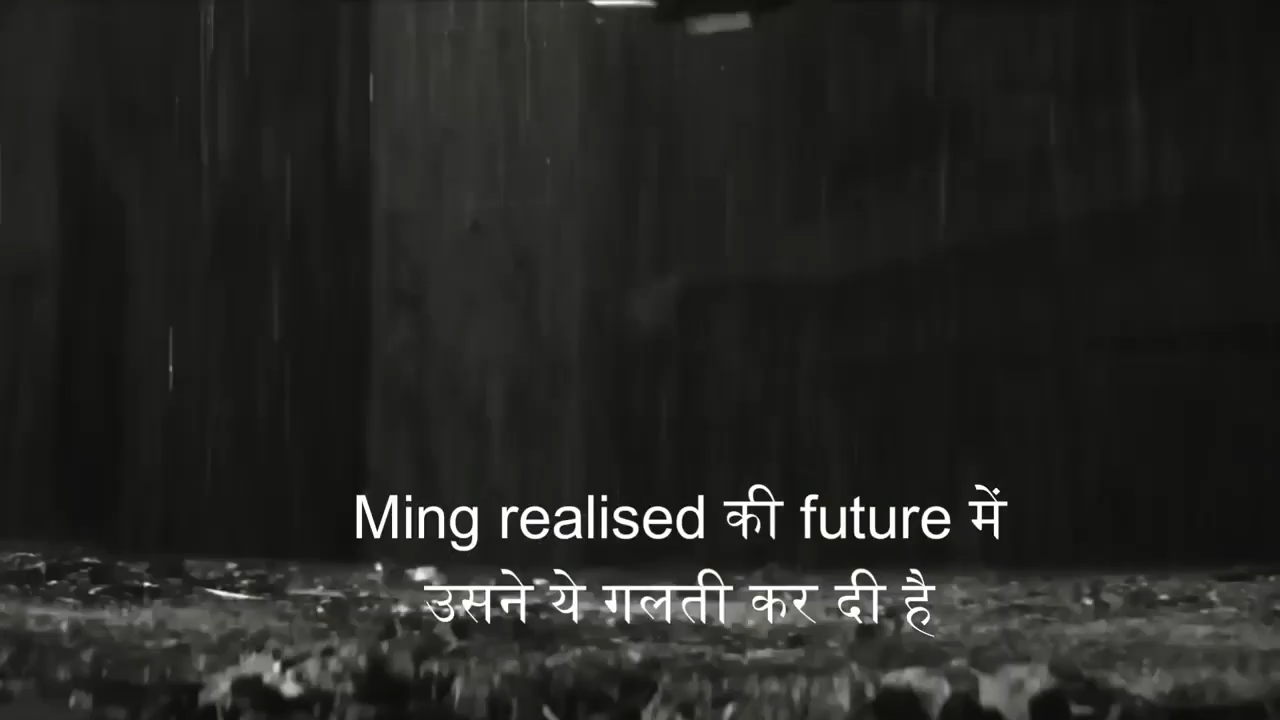 Ming realised की future में
उसने ये गलती कर दी है